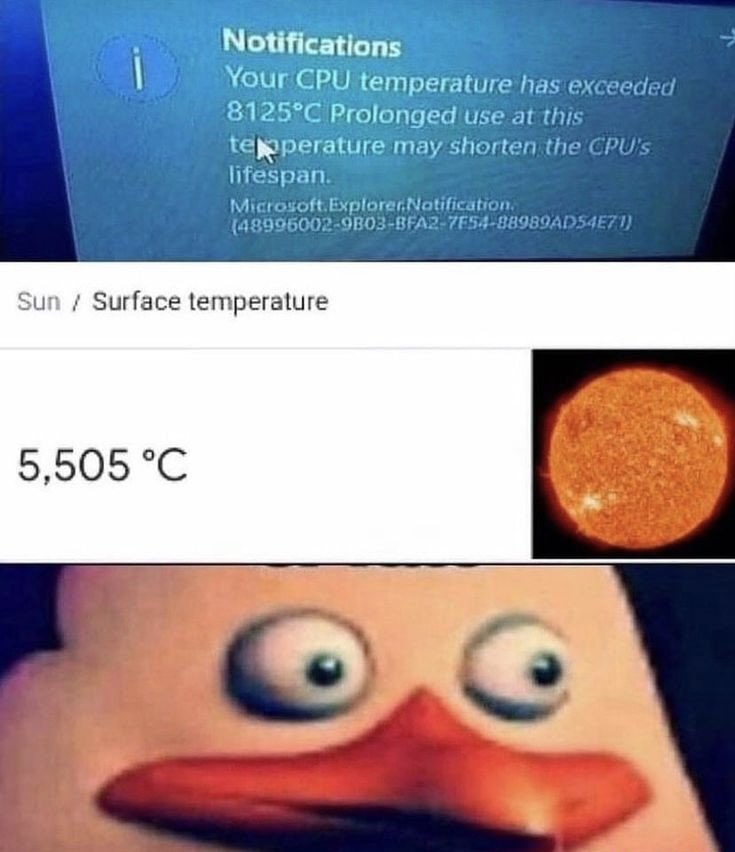 Notifications
Your CPU temperature has exceeded
8125°C Prolonged use at this
temperature may shorten the CPU's
lifespan.
Microsoft.Explorer.Notification.
{48996002-9B03-BFA2-7F54-88989AD54E71}
Sun / Surface temperature
5,505 °C